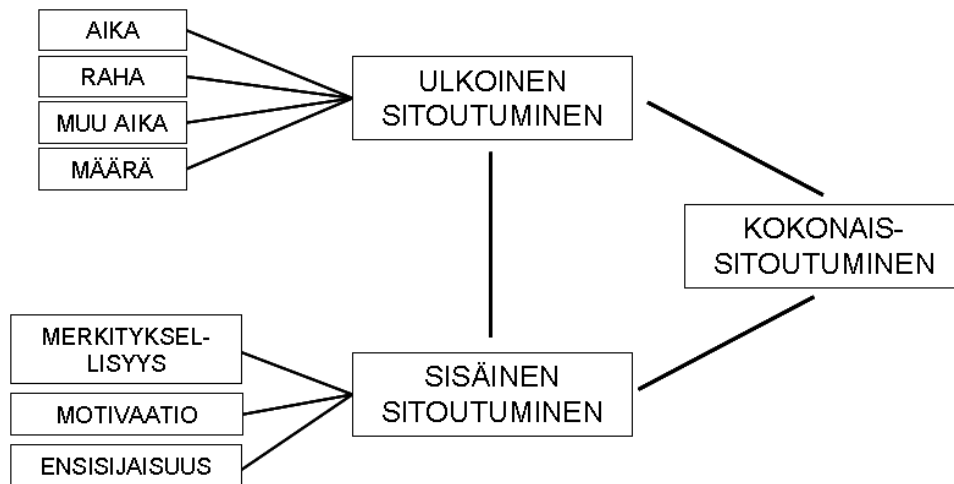 AIKA
RAHA
MUU AIKA
MÄÄRÄ
ULKOINEN
SITOUTUMINEN
KOKONAIS-
SITOUTUMINEN
MERKITYKSEL-
LISYYS
MOTIVAATIO
ENSISIJAISUUS
SISÄINEN
SITOUTUMINEN